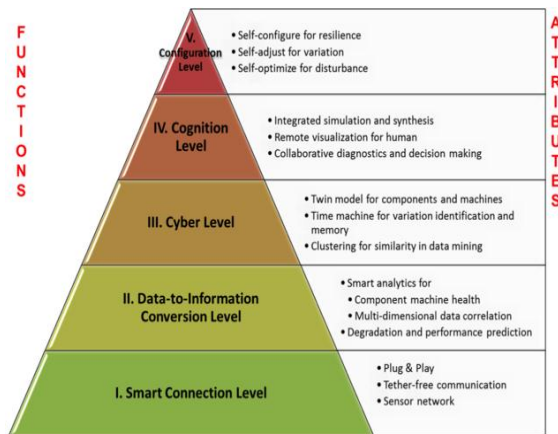 FUNCTIONS
ATTRIBUTES
V.
Configuration
Level
• Self-configure for resilience
• Self-adjust for variation
• Self-optimize for disturbance
IV. Cognition
Level
• Integrated simulation and synthesis
• Remote visualization for human
• Collaborative diagnostics and decision making
III. Cyber Level
• Twin model for components and machines
• Time machine for variation identification and
memory
• Clustering for similarity in data mining
II. Data-to-Information
Conversion Level
• Smart analytics for
• Component machine health
• Multi-dimensional data correlation
• Degradation and performance prediction
I. Smart Connection Level
• Plug & Play
• Tether-free communication
• Sensor network